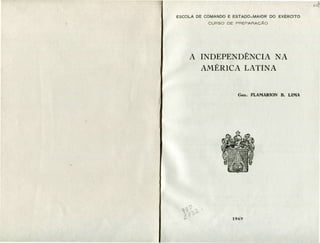 ESCOLA DE COMANDO E ESTADO-MAIOR DO EXÉRCITO
CURSO DE PREPARAÇÃO
A INDEPENDÊNCIA NA
AMÉRICA LATINA
Gen. FLAMARION B. LIMA
1969